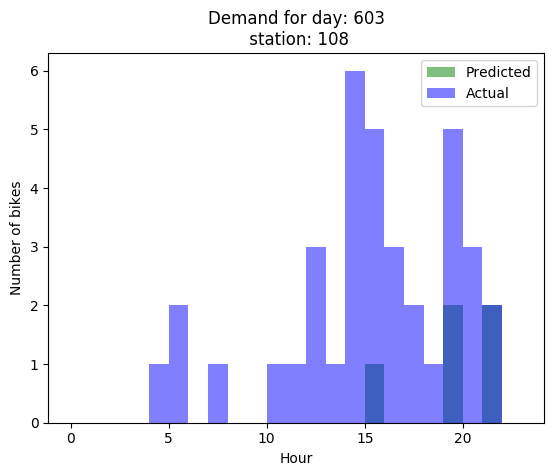 Demand for day: 603
station: 108
Predicted
Actual
Number of bikes
6
5
4
3
2
1
0
0 5 10 15 20
Hour